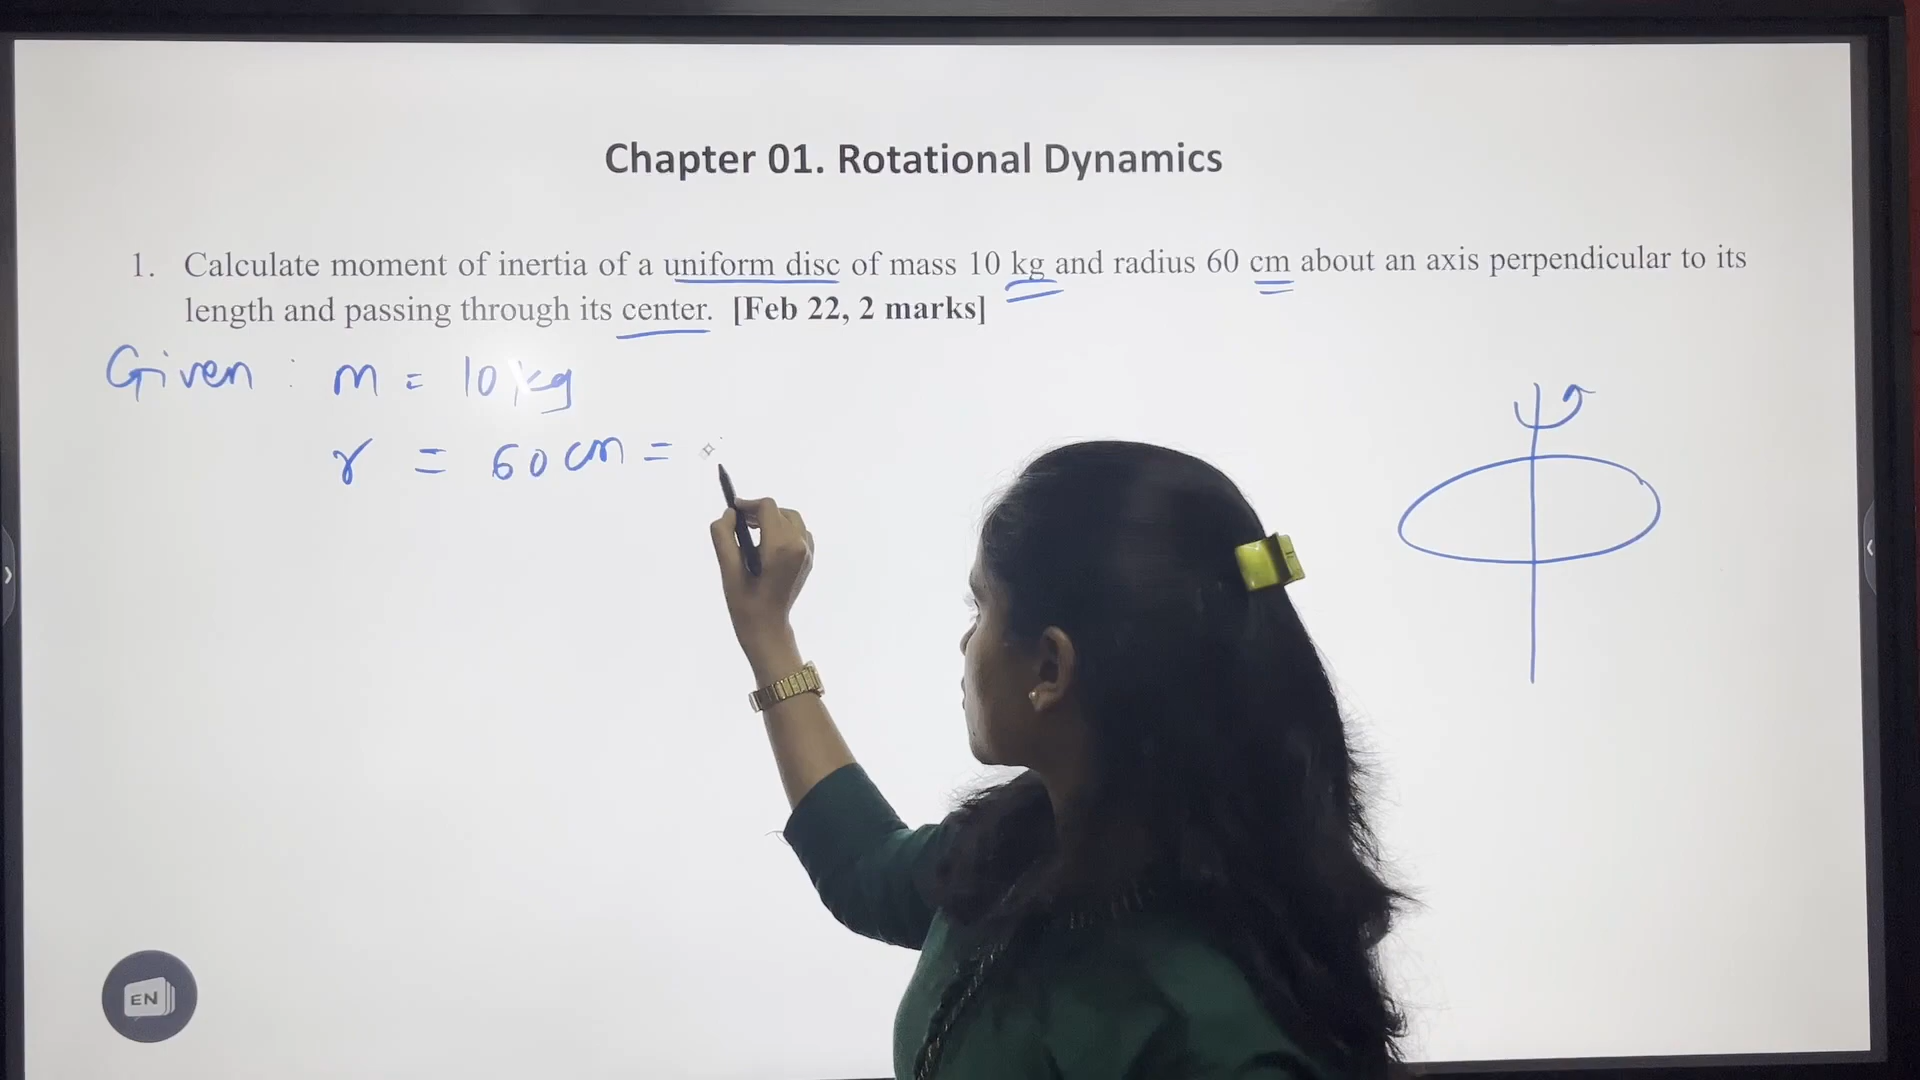 Chapter 01. Rotational Dynamics
1. Calculate moment of inertia of a uniform disc of mass 10 kg and radius 60 cm about an axis perpendicular to its
length and passing through its center. [Feb 22, 2 marks]
Given : m = 10 kg
r = 60 cm =
EN